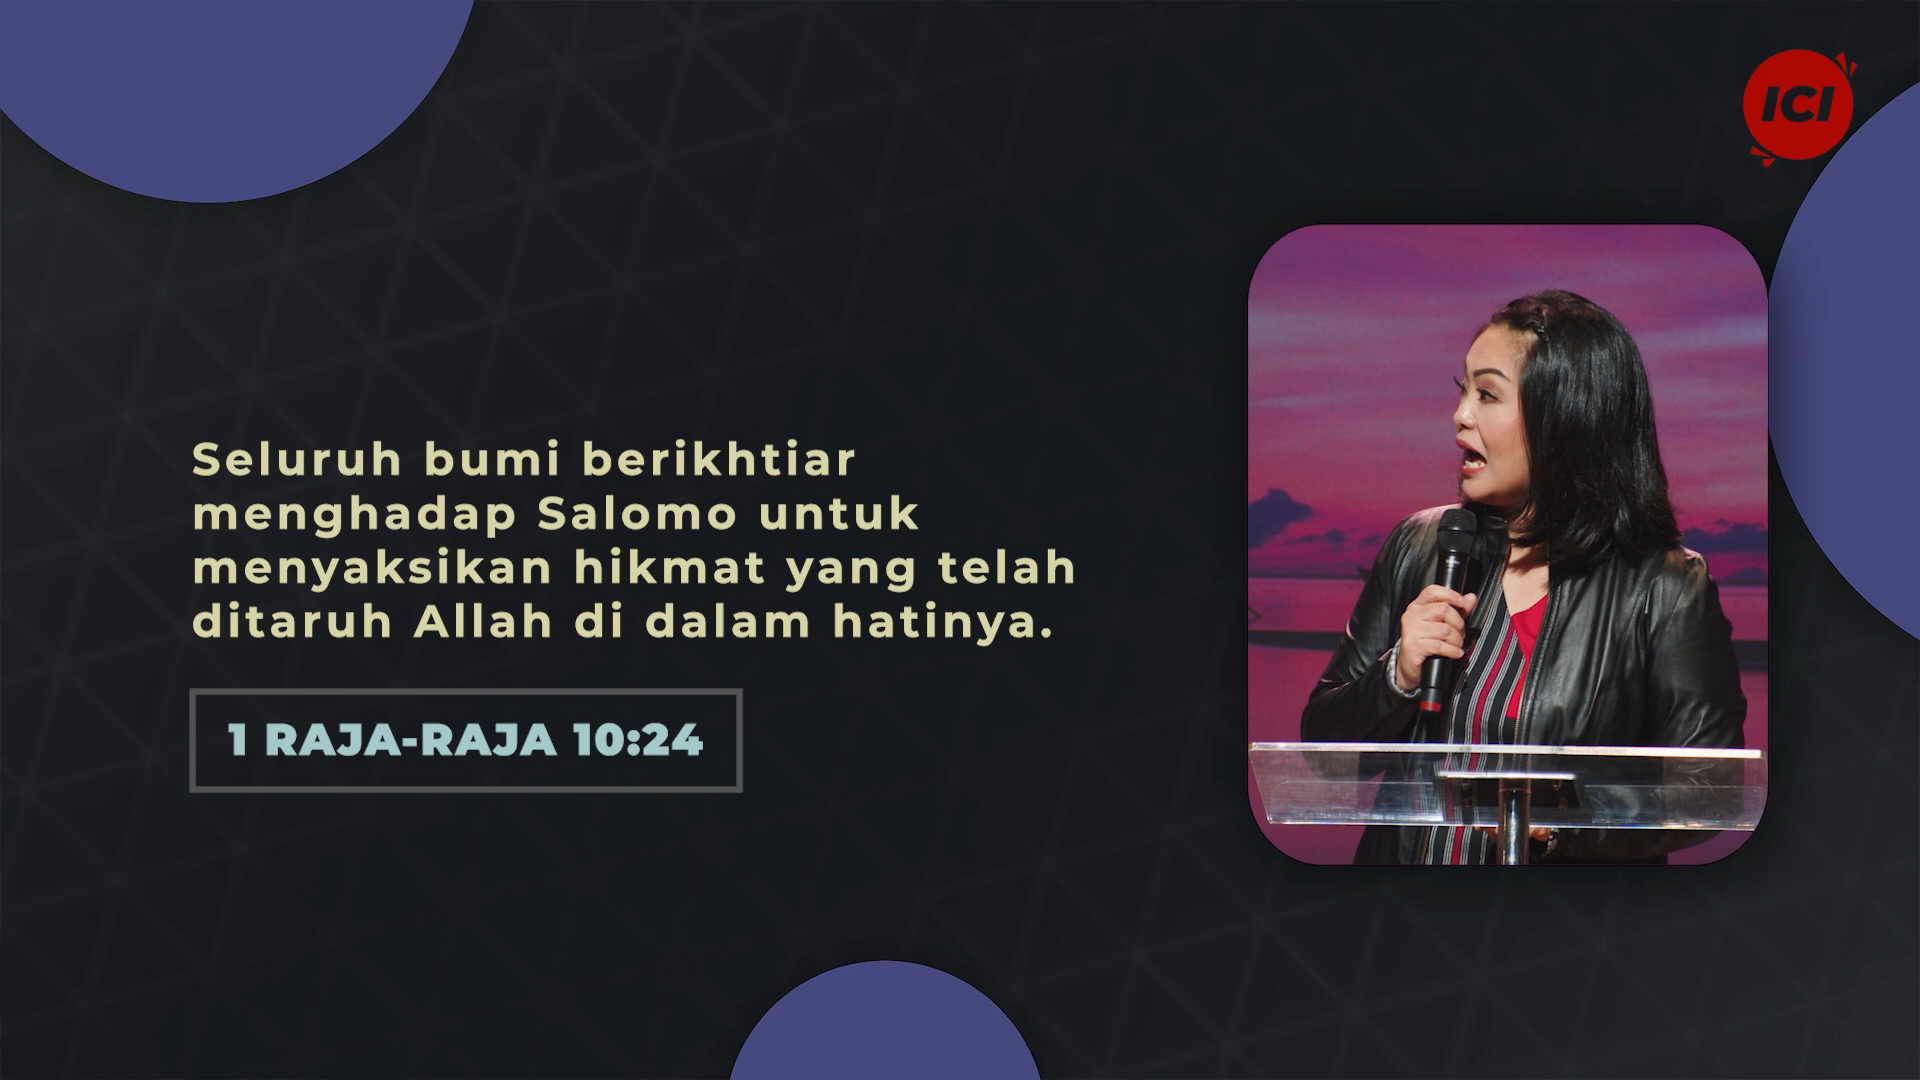 ICI
Seluruh bumi berikhtiar
menghadap Salomo untuk
menyaksikan hikmat yang telah
ditaruh Allah di dalam hatinya.
1 RAJA-RAJA 10:24